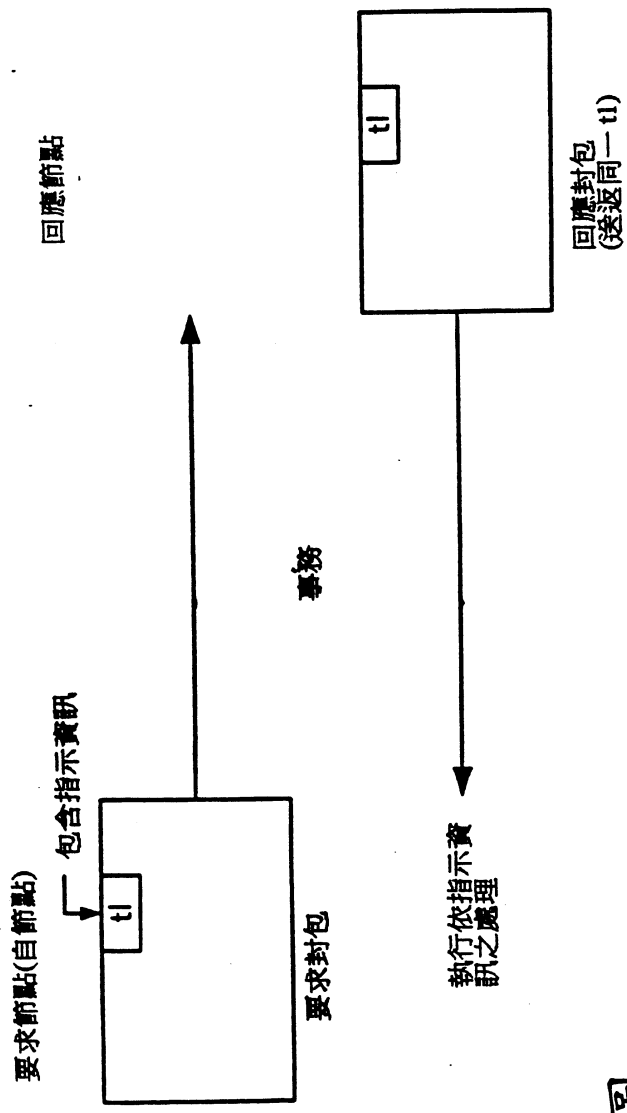 要求節點(自節點)
回應節點
包含指示資訊
tl
要求封包
事務
tl
執行依指示資
訊之處理
回應封包
(送返同一 tl)